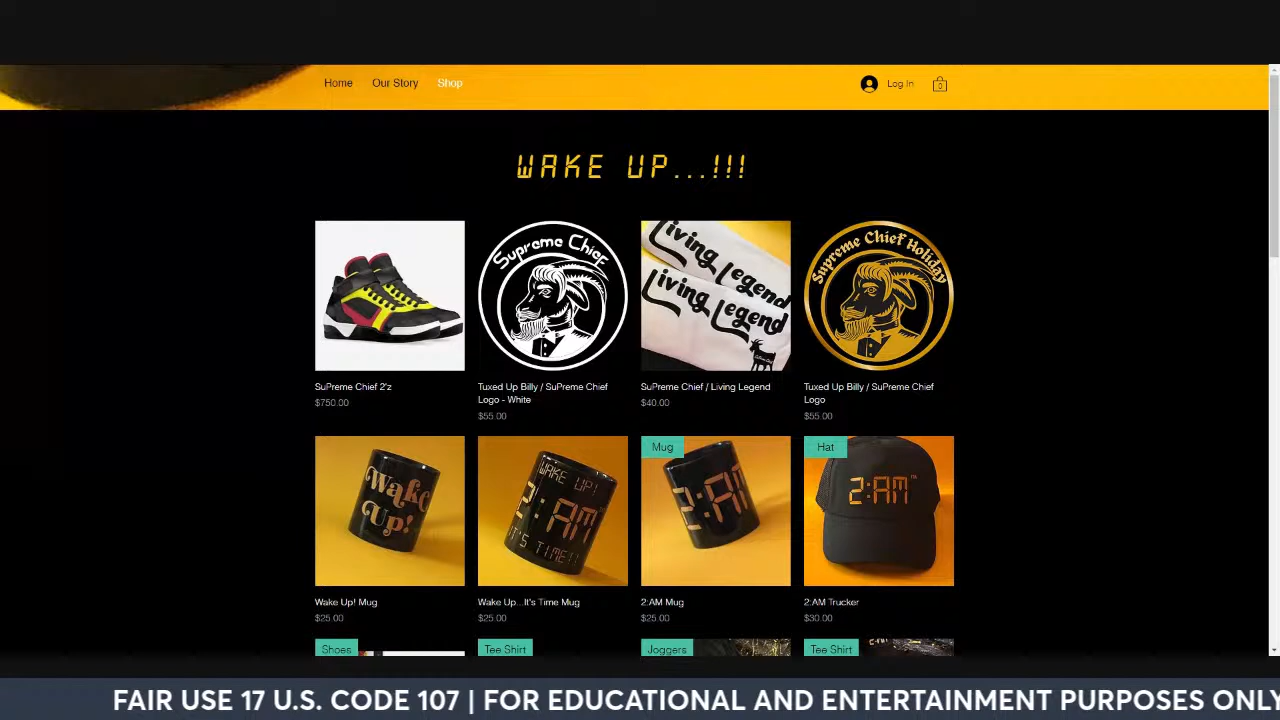 Home Our Story Shop Log In 0
WAKE UP...!!!
Supreme Chief
Living Legend
Living Legend
Supreme Chief Holiday
SuPreme Chief 2'z
$750.00
Tuxed Up Billy / SuPreme Chief
Logo - White
$55.00
SuPreme Chief / Living Legend
$40.00
Tuxed Up Billy / SuPreme Chief
Logo
$55.00
Wake
Up!
WAKE UP!
2:AM
IT'S TIME!!
Mug
2:AM
Hat
2:AM™
Wake Up! Mug
$25.00
Wake Up...It's Time Mug
$25.00
2:AM Mug
$25.00
2:AM Trucker
$30.00
Shoes
Tee Shirt
Joggers
Tee Shirt
FAIR USE 17 U.S. CODE 107 | FOR EDUCATIONAL AND ENTERTAINMENT PURPOSES ONLY